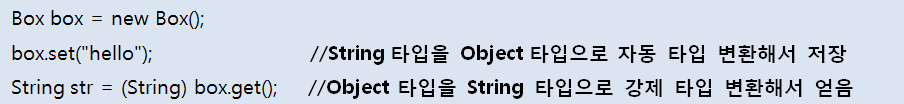 Box box = new Box();
box.set("hello"); //String 타입을 Object 타입으로 자동 타입 변환해서 저장
String str = (String) box.get(); //Object 타입을 String 타입으로 강제 타입 변환해서 얻음